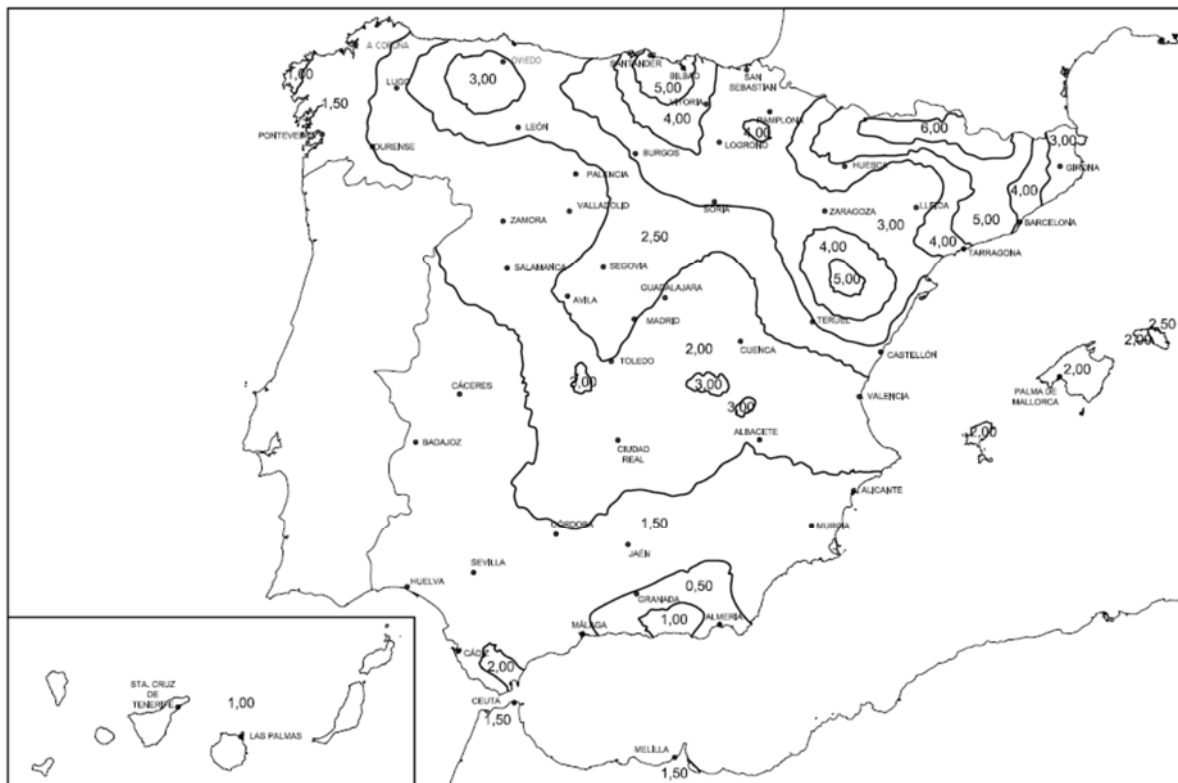 A CORUÑA
1,00
LUGO
1,50
PONTEVEDRA
OURENSE
OVIEDO
3,00
LEÓN
SANTANDER
BILBAO
5,00
VITORIA
4,00
SAN
SEBASTIAN
PAMPLONA
4,00
LOGROÑO
BURGOS
6,00
3,00
GIRONA
HUESCA
PALENCIA
VALLADOLID
ZAMORA
SORIA
ZARAGOZA
LLEIDA
3,00
4,00
5,00
BARCELONA
4,00
TARRAGONA
2,50
4,00
5,00
SALAMANCA
SEGOVIA
AVILA
GUADALAJARA
MADRID
TERUEL
TOLEDO
2,00
CUENCA
CASTELLÓN
2,50
2,00
2,00
PALMA DE
MALLORCA
CÁCERES
3,00
3,00
VALENCIA
BADAJOZ
CIUDAD
REAL
ALBACETE
2,00
ALICANTE
CÓRDOBA
1,50
MURCIA
JAÉN
SEVILLA
HUELVA
0,50
GRANADA
1,00
ALMERIA
MÁLAGA
CÁDIZ
2,00
CEUTA
1,50
MELILLA
1,50
STA. CRUZ
DE
TENERIFE
1,00
LAS PALMAS